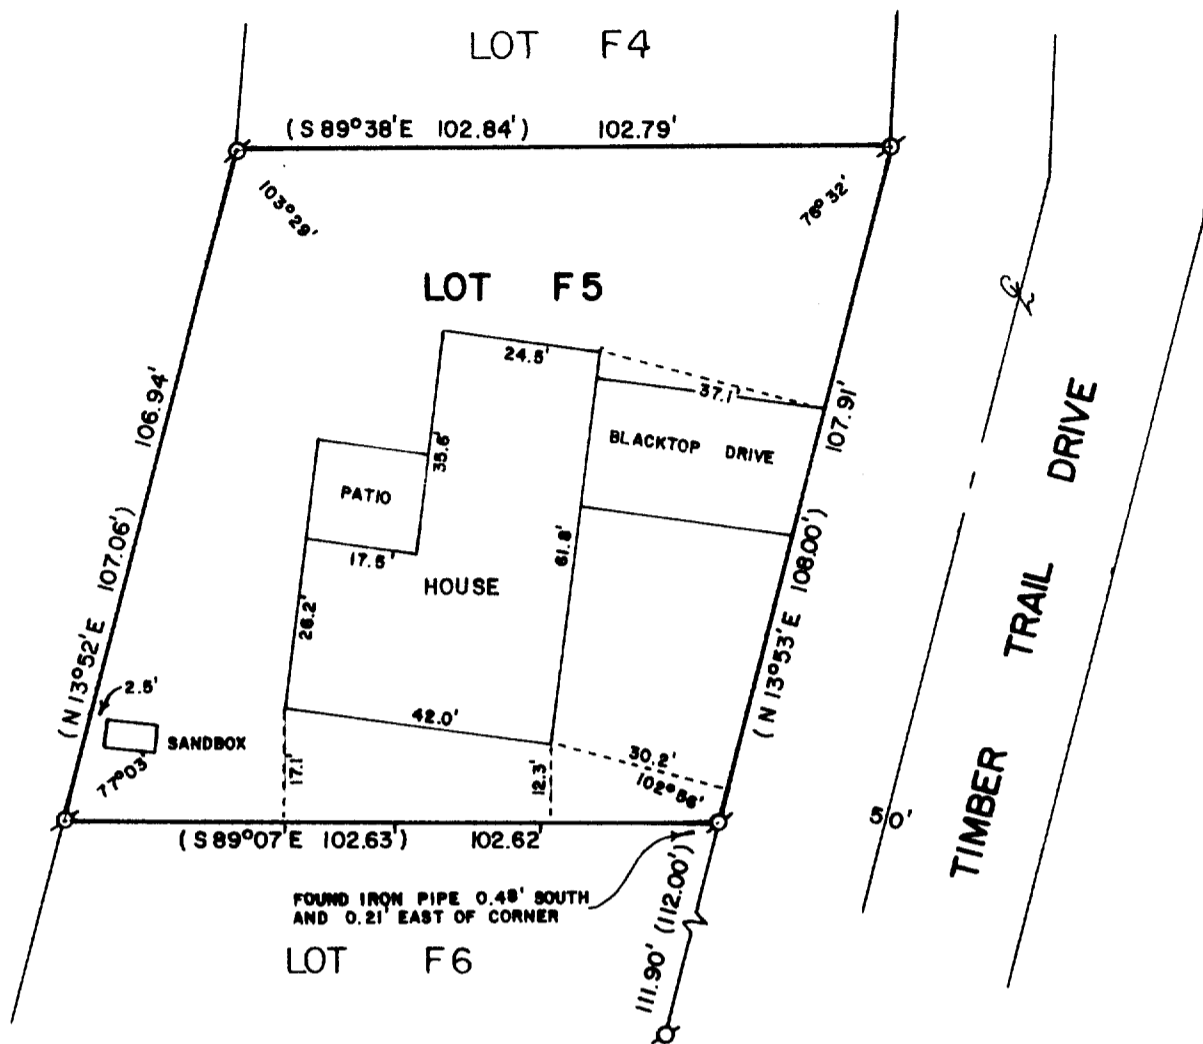 LOT F4
(S 89°38'E 102.84') 102.79'
103°29'
76°32'
LOT F5
24.5'
37.1'
BLACKTOP DRIVE
35.6'
PATIO
17.5'
HOUSE
61.8'
26.2'
42.0'
106.94'
(N 13°52'E 107.06')
107.91'
(N 13°53'E 108.00')
2.5'
SANDBOX
77°03'
17.1'
12.3'
30.2'
102°56'
(S 89°07'E 102.63') 102.62'
FOUND IRON PIPE 0.48' SOUTH
AND 0.21' EAST OF CORNER
LOT F6
111.90' (112.00')
50'
TIMBER TRAIL DRIVE
CL